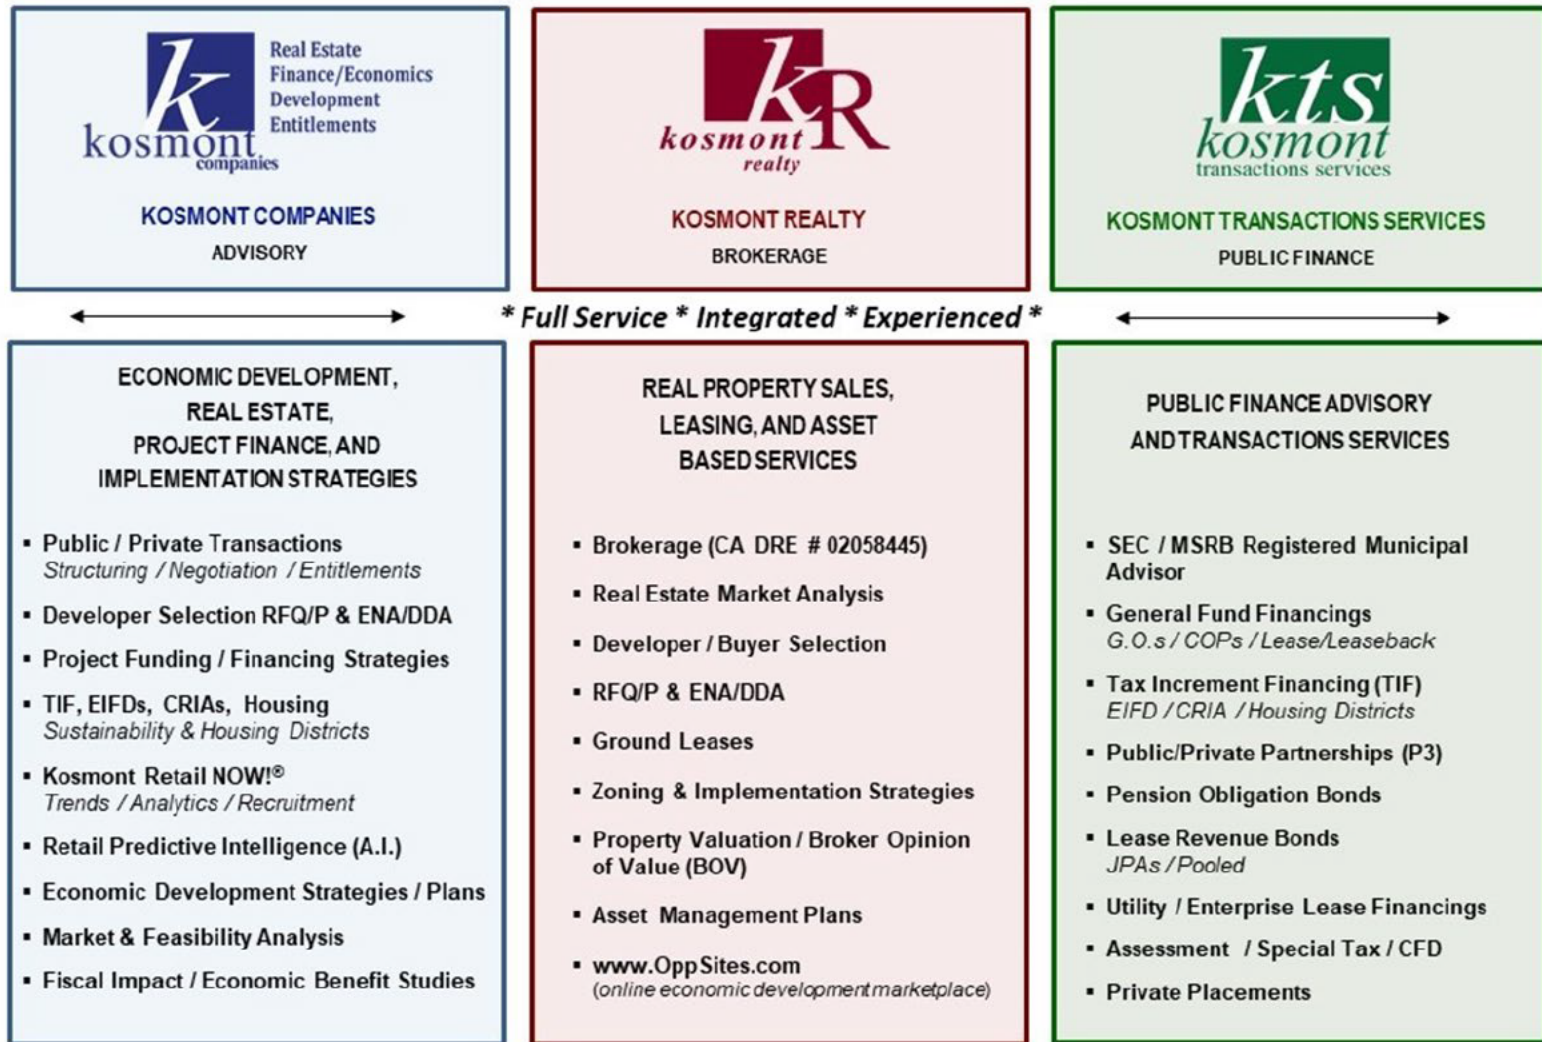 k
kosmont
companies
Real Estate
Finance/Economics
Development
Entitlements
KOSMONT COMPANIES
ADVISORY
kR
kosmont
realty
KOSMONT REALTY
BROKERAGE
kts
kosmont
transactions services
KOSMONT TRANSACTIONS SERVICES
PUBLIC FINANCE
* Full Service * Integrated * Experienced *
ECONOMIC DEVELOPMENT,
REAL ESTATE,
PROJECT FINANCE, AND
IMPLEMENTATION STRATEGIES
▪ Public / Private Transactions
Structuring / Negotiation / Entitlements
▪ Developer Selection RFQ/P & ENA/DDA
▪ Project Funding / Financing Strategies
▪ TIF, EIFDs, CRIAs, Housing
Sustainability & Housing Districts
▪ Kosmont Retail NOW!®
Trends / Analytics / Recruitment
▪ Retail Predictive Intelligence (A.I.)
▪ Economic Development Strategies / Plans
▪ Market & Feasibility Analysis
▪ Fiscal Impact / Economic Benefit Studies
REAL PROPERTY SALES,
LEASING, AND ASSET
BASED SERVICES
▪ Brokerage (CA DRE # 02058445)
▪ Real Estate Market Analysis
▪ Developer / Buyer Selection
▪ RFQ/P & ENA/DDA
▪ Ground Leases
▪ Zoning & Implementation Strategies
▪ Property Valuation / Broker Opinion
of Value (BOV)
▪ Asset Management Plans
▪ www.OppSites.com
(online economic development marketplace)
PUBLIC FINANCE ADVISORY
AND TRANSACTIONS SERVICES
▪ SEC / MSRB Registered Municipal
Advisor
▪ General Fund Financings
G.O.s / COPs / Lease/Leaseback
▪ Tax Increment Financing (TIF)
EIFD / CRIA / Housing Districts
▪ Public/Private Partnerships (P3)
▪ Pension Obligation Bonds
▪ Lease Revenue Bonds
JPAs / Pooled
▪ Utility / Enterprise Lease Financings
▪ Assessment / Special Tax / CFD
▪ Private Placements